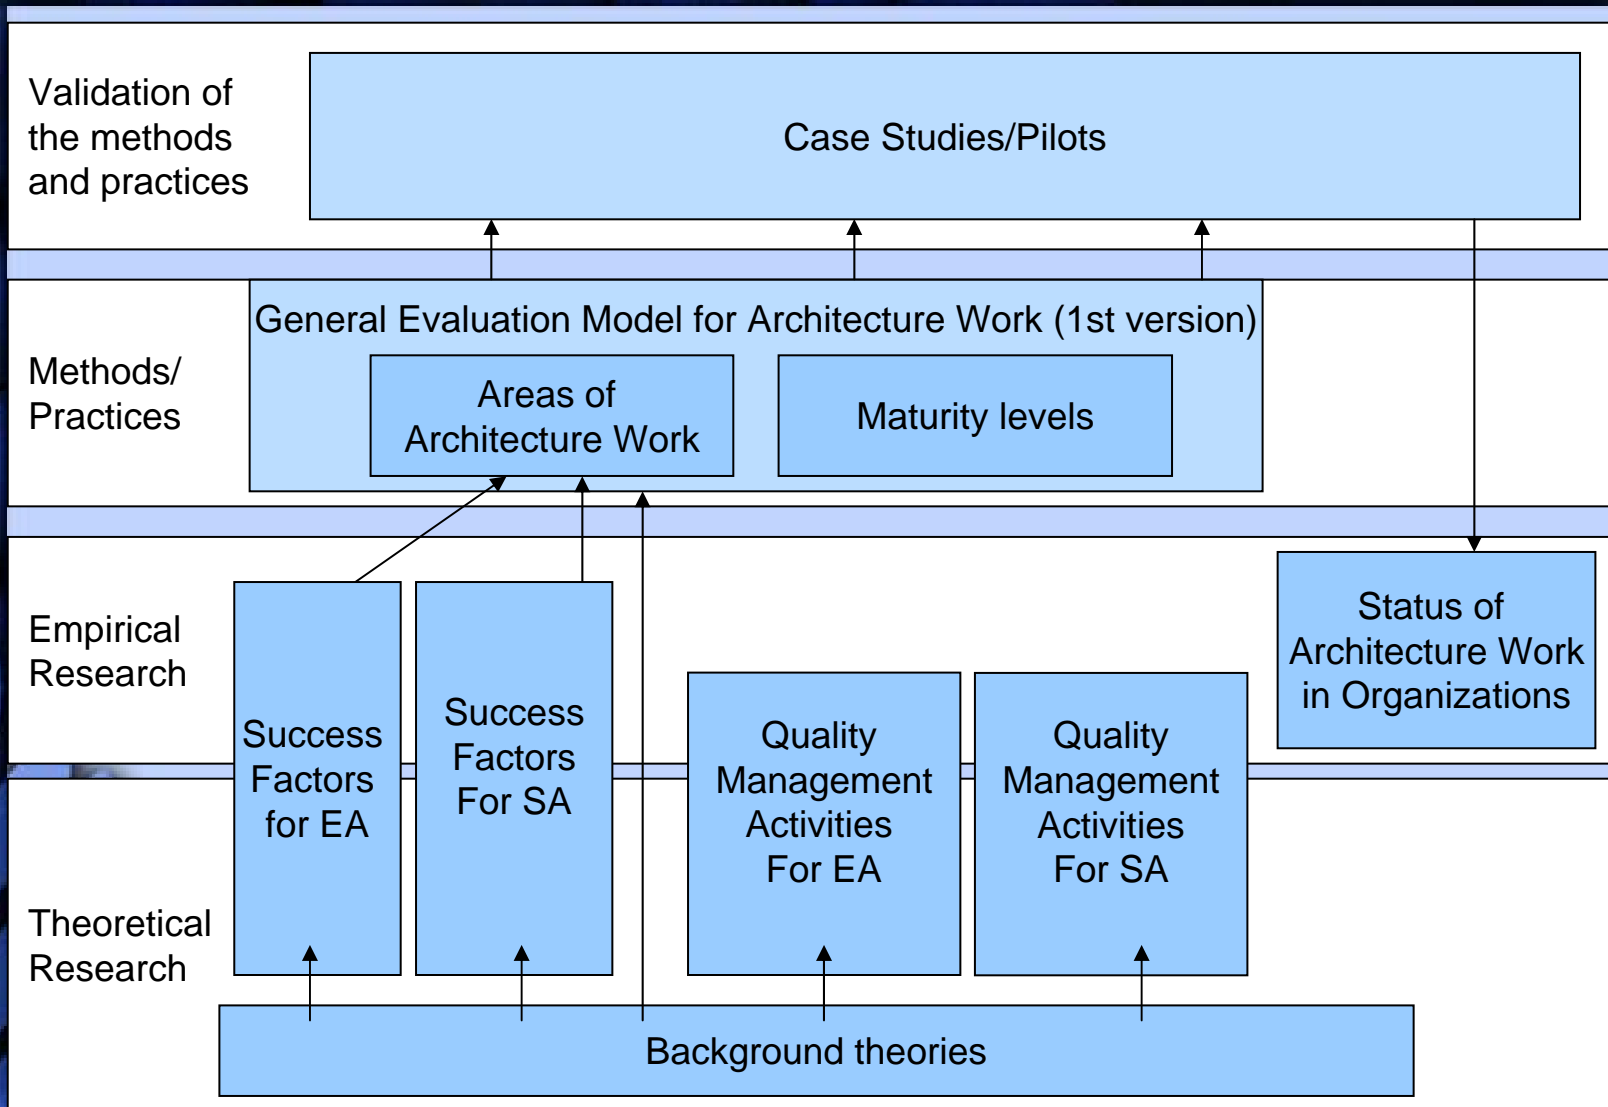 Validation of
the methods
and practices
Case Studies/Pilots
Methods/
Practices
General Evaluation Model for Architecture Work (1st version)
Areas of
Architecture Work
Maturity levels
Empirical
Research
Success
Factors
for EA
Success
Factors
For SA
Quality
Management
Activities
For EA
Quality
Management
Activities
For SA
Status of
Architecture Work
in Organizations
Theoretical
Research
Background theories